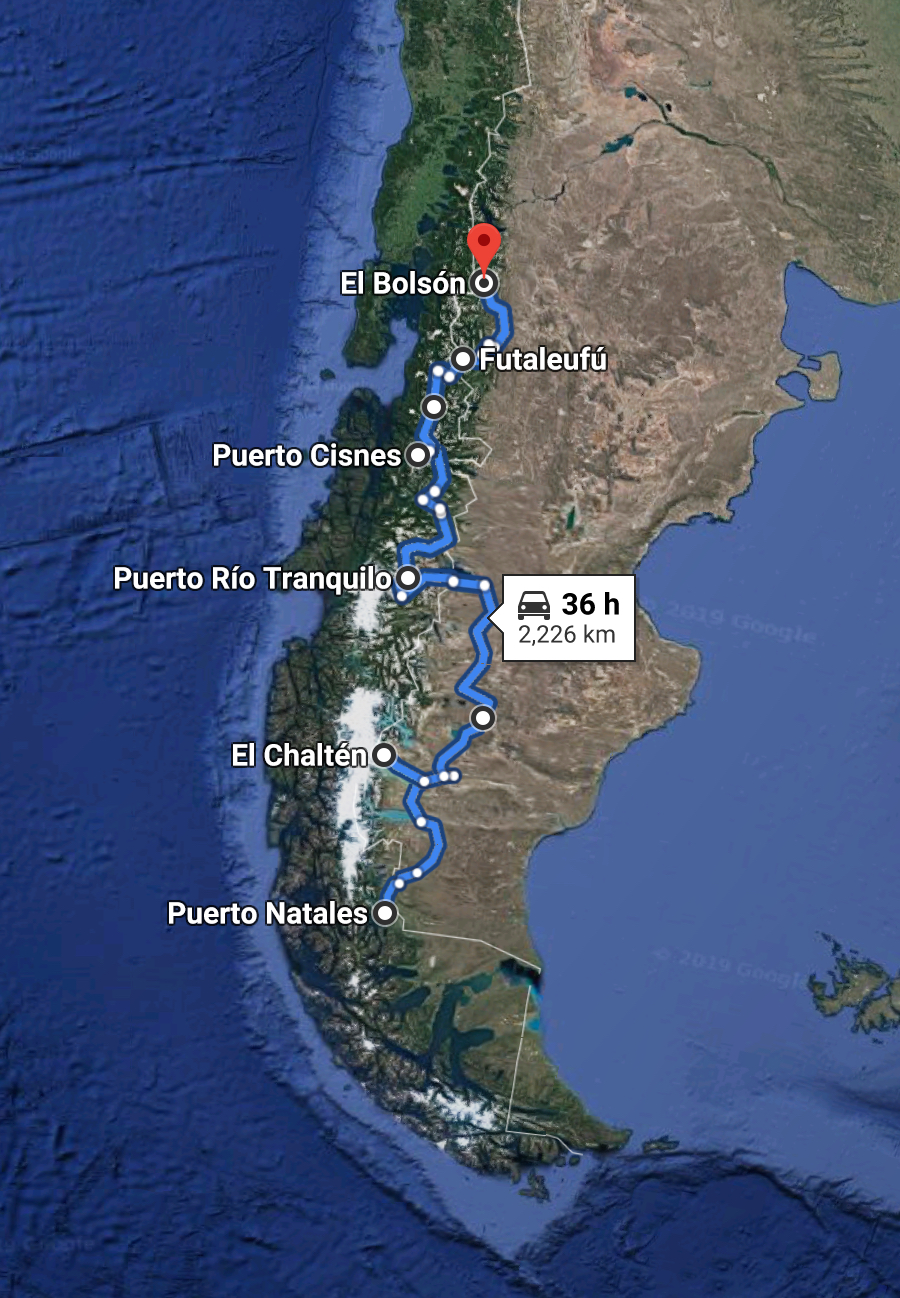 El Bolsón
Futaleufú
Puerto Cisnes
Puerto Río Tranquilo
36 h
2,226 km
2019 Google
El Chaltén
Puerto Natales
© 2019 Google